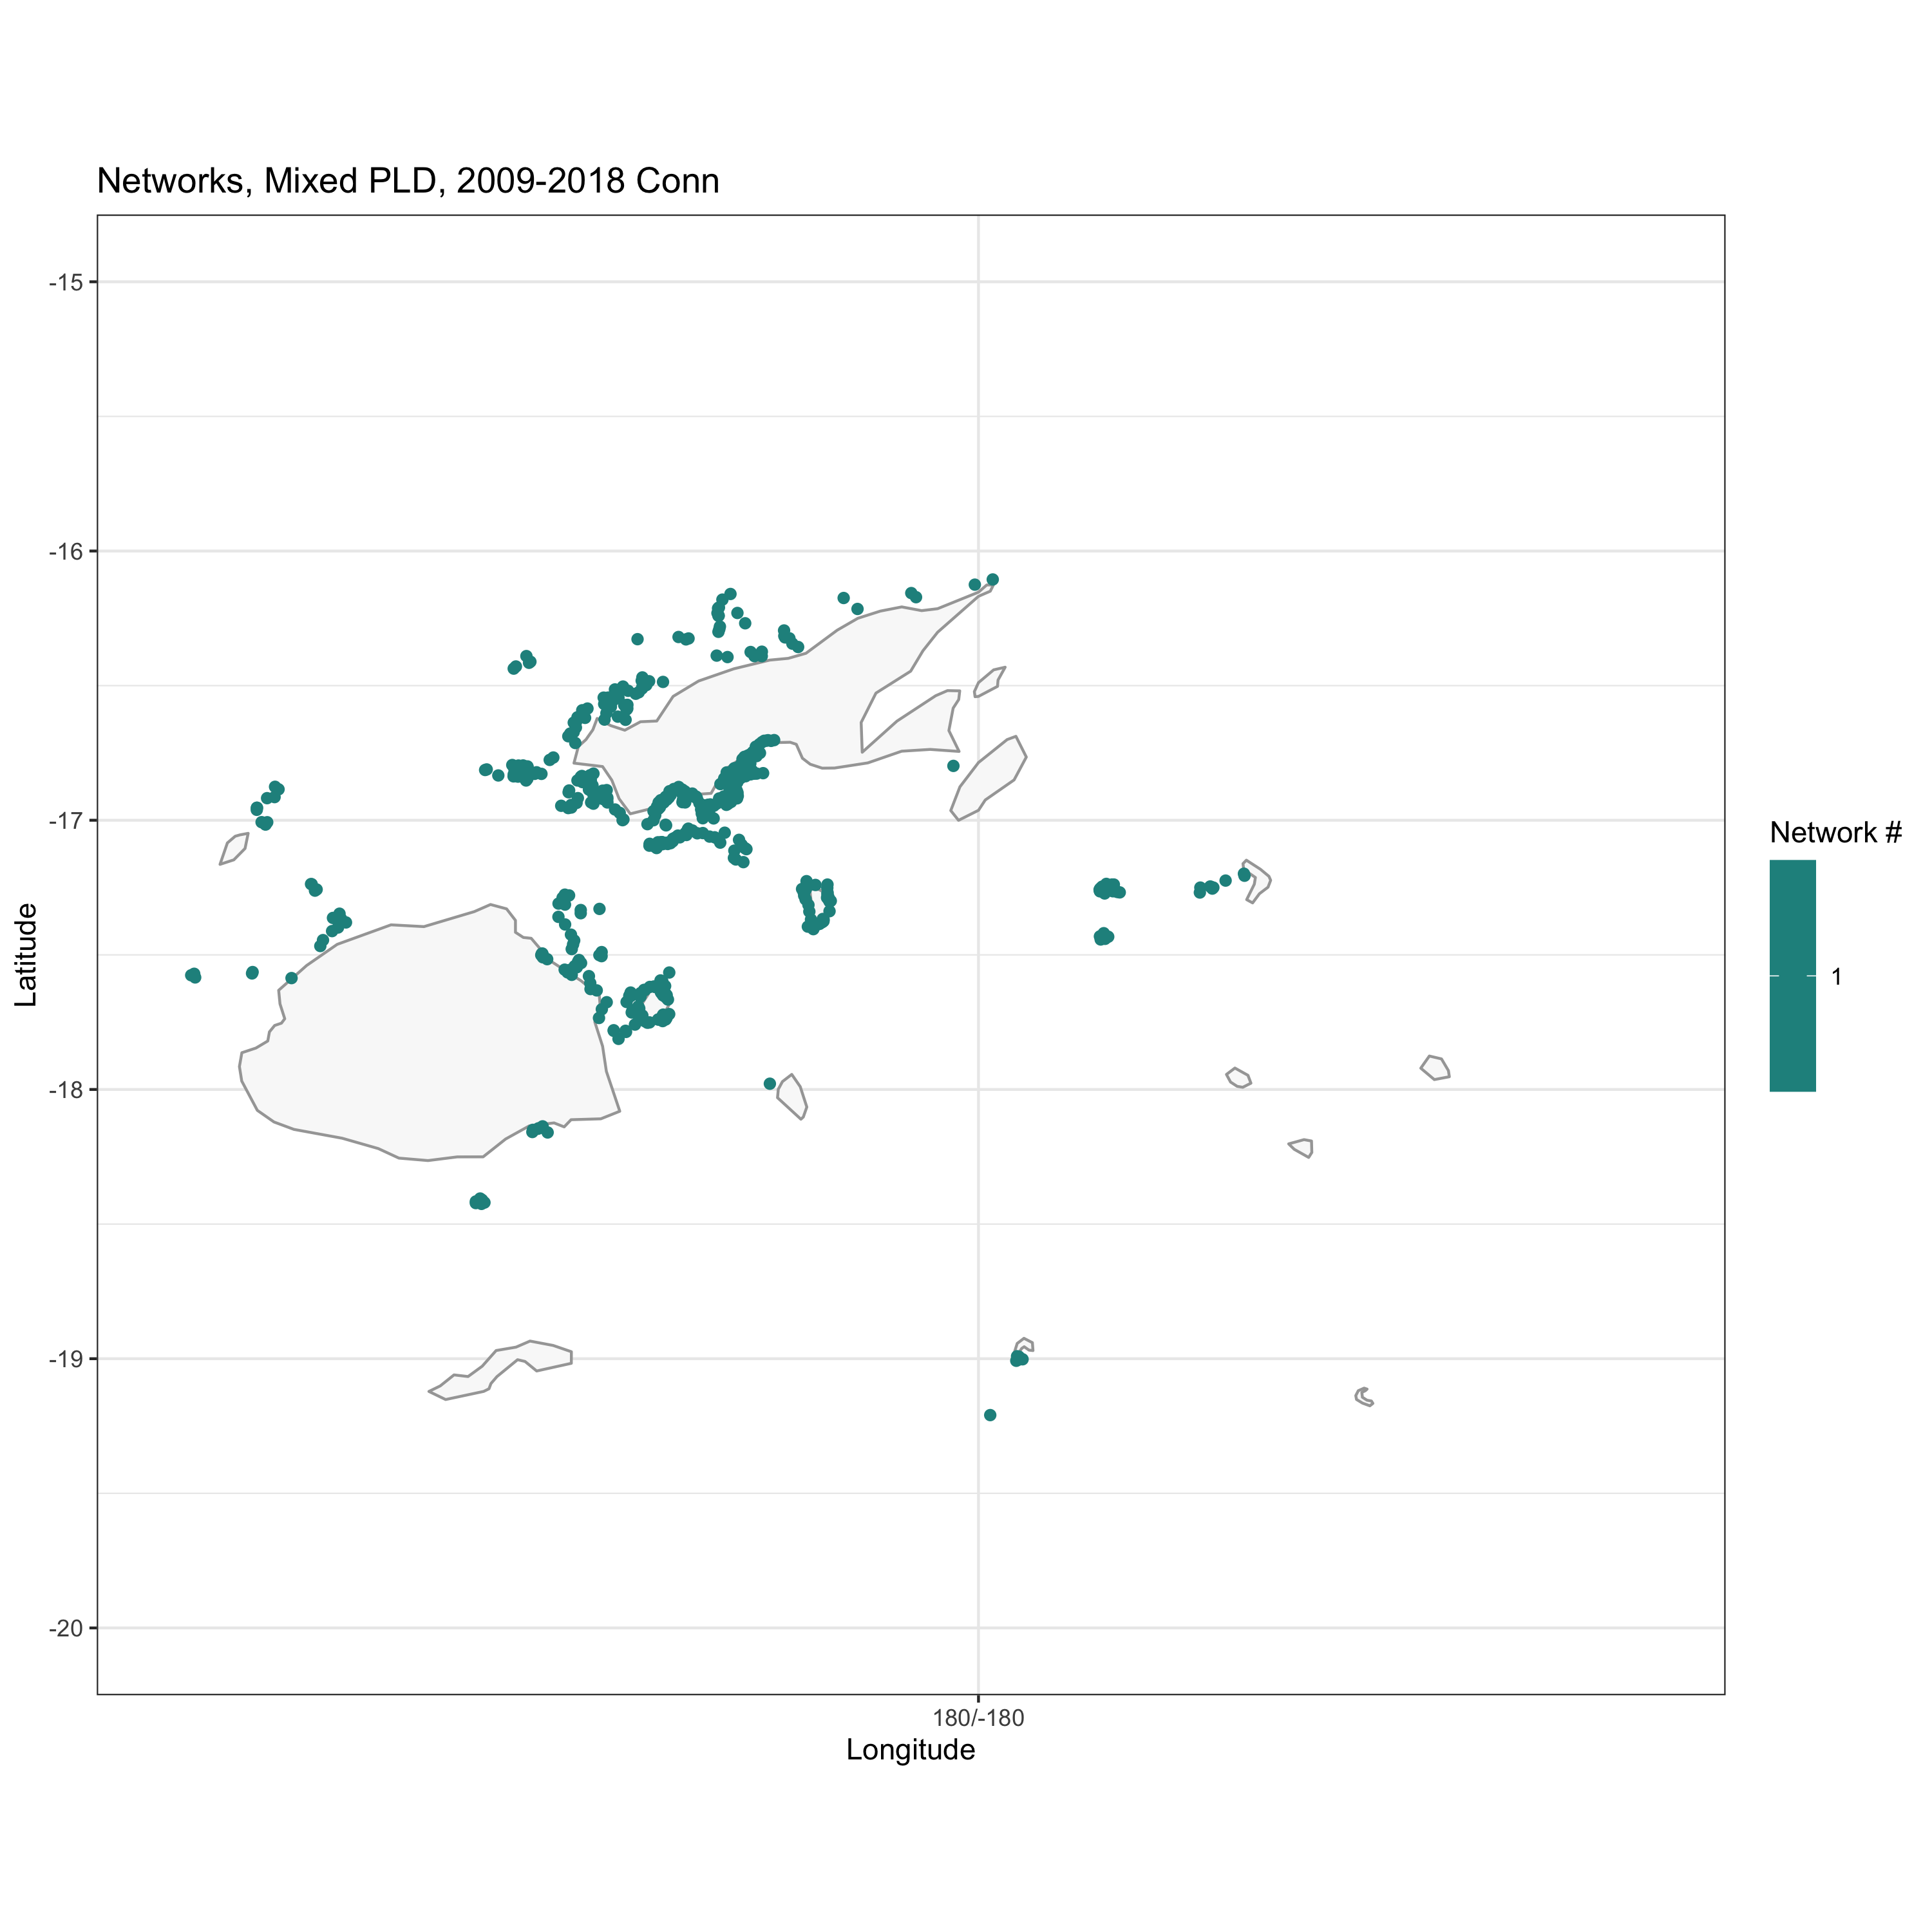 Networks, Mixed PLD, 2009-2018 Conn
-15
-16
-17
-18
-19
-20
Latitude
180/-180
Longitude
Network #
1